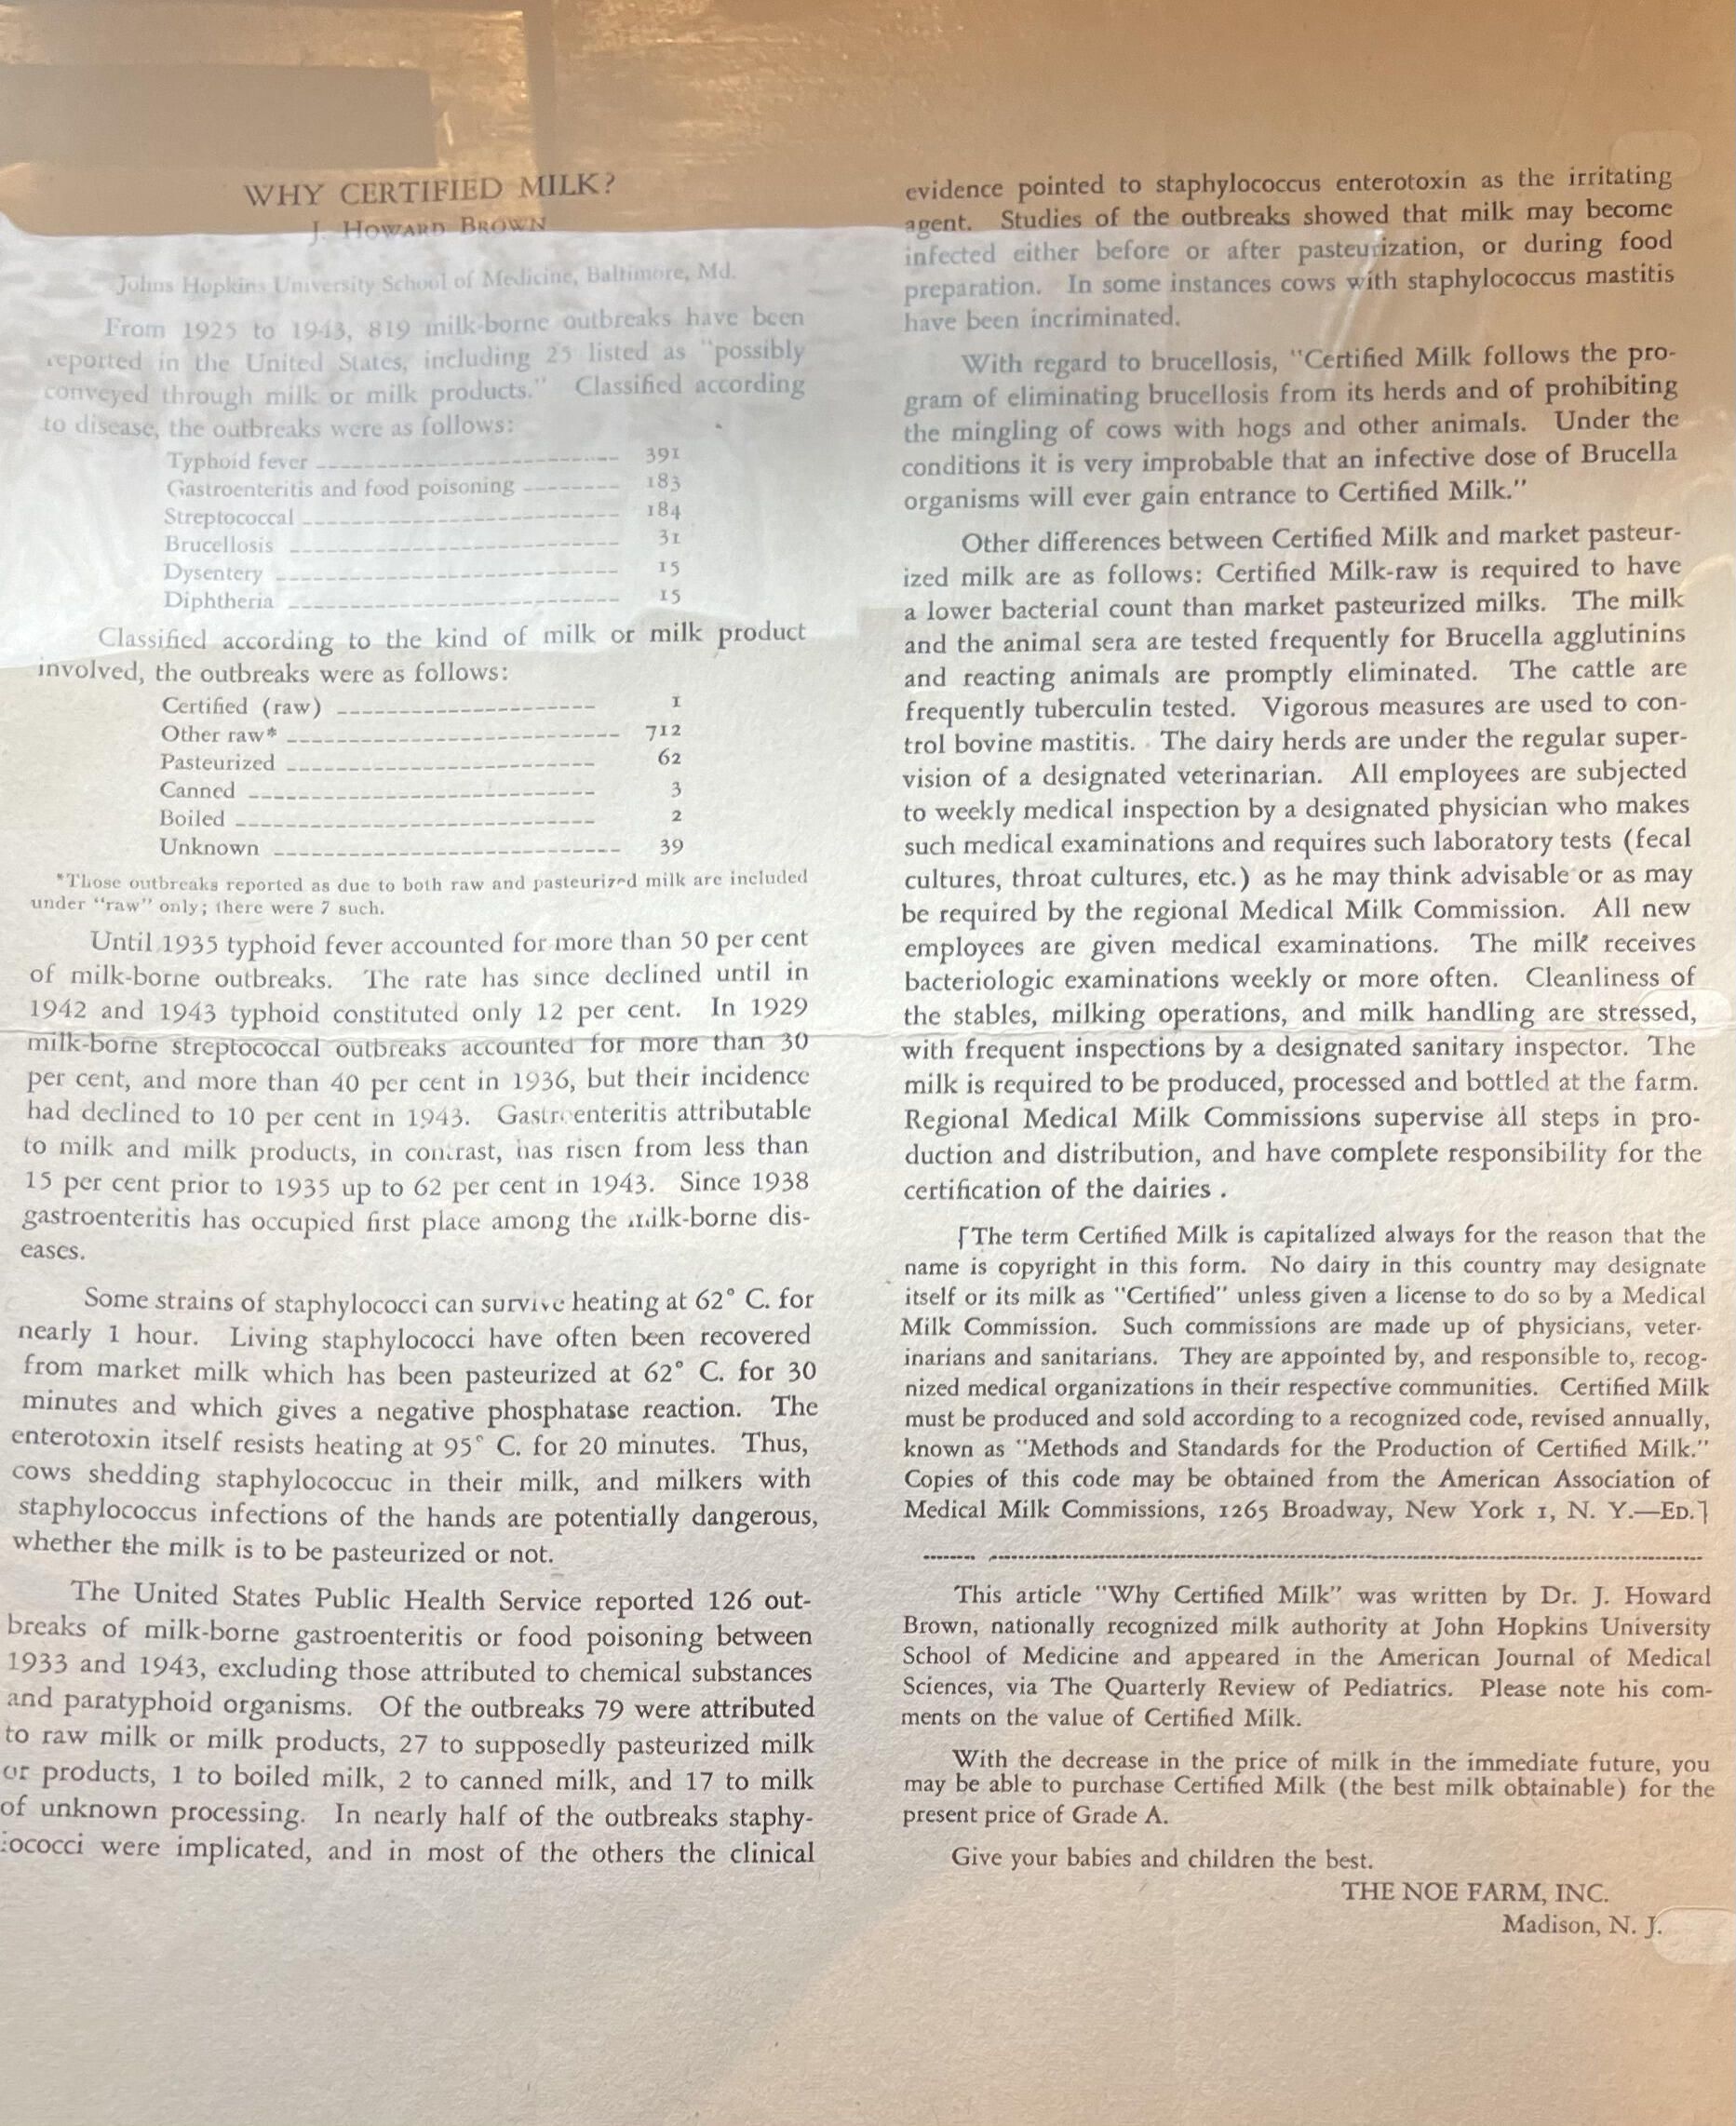 WHY CERTIFIED MILK?
J. HOWARD BROWN
Johns Hopkins University School of Medicine, Baltimore, Md.
From 1925 to 1943, 819 milk-borne outbreaks have been
reported in the United States, including 25 listed as "possibly
conveyed through milk or milk products." Classified according
to disease, the outbreaks were as follows:
Typhoid fever 391
Gastroenteritis and food poisoning 183
Streptococcal 184
Brucellosis 31
Dysentery 15
Diphtheria 15
Classified according to the kind of milk or milk product
involved, the outbreaks were as follows:
Certified (raw) 1
Other raw* 712
Pasteurized 62
Canned 3
Boiled 2
Unknown 39
*Those outbreaks reported as due to both raw and pasteurized milk are included
under "raw" only; there were 7 such.
Until 1935 typhoid fever accounted for more than 50 per cent
of milk-borne outbreaks. The rate has since declined until in
1942 and 1943 typhoid constituted only 12 per cent. In 1929
milk-borne streptococcal outbreaks accounted for more than 30
per cent, and more than 40 per cent in 1936, but their incidence
had declined to 10 per cent in 1943. Gastroenteritis attributable
to milk and milk products, in contrast, has risen from less than
15 per cent prior to 1935 up to 62 per cent in 1943. Since 1938
gastroenteritis has occupied first place among the milk-borne dis-
eases.
Some strains of staphylococci can survive heating at 62° C. for
nearly 1 hour. Living staphylococci have often been recovered
from market milk which has been pasteurized at 62° C. for 30
minutes and which gives a negative phosphatase reaction. The
enterotoxin itself resists heating at 95° C. for 20 minutes. Thus,
cows shedding staphylococcuc in their milk, and milkers with
staphylococcus infections of the hands are potentially dangerous,
whether the milk is to be pasteurized or not.
The United States Public Health Service reported 126 out-
breaks of milk-borne gastroenteritis or food poisoning between
1933 and 1943, excluding those attributed to chemical substances
and paratyphoid organisms. Of the outbreaks 79 were attributed
to raw milk or milk products, 27 to supposedly pasteurized milk
or products, 1 to boiled milk, 2 to canned milk, and 17 to milk
of unknown processing. In nearly half of the outbreaks staphy-
lococci were implicated, and in most of the others the clinical
evidence pointed to staphylococcus enterotoxin as the irritating
agent. Studies of the outbreaks showed that milk may become
infected either before or after pasteurization, or during food
preparation. In some instances cows with staphylococcus mastitis
have been incriminated.
With regard to brucellosis, "Certified Milk follows the pro-
gram of eliminating brucellosis from its herds and of prohibiting
the mingling of cows with hogs and other animals. Under the
conditions it is very improbable that an infective dose of Brucella
organisms will ever gain entrance to Certified Milk."
Other differences between Certified Milk and market pasteur-
ized milk are as follows: Certified Milk-raw is required to have
a lower bacterial count than market pasteurized milks. The milk
and the animal sera are tested frequently for Brucella agglutinins
and reacting animals are promptly eliminated. The cattle are
frequently tuberculin tested. Vigorous measures are used to con-
trol bovine mastitis. The dairy herds are under the regular super-
vision of a designated veterinarian. All employees are subjected
to weekly medical inspection by a designated physician who makes
such medical examinations and requires such laboratory tests (fecal
cultures, throat cultures, etc.) as he may think advisable or as may
be required by the regional Medical Milk Commission. All new
employees are given medical examinations. The milk receives
bacteriologic examinations weekly or more often. Cleanliness of
the stables, milking operations, and milk handling are stressed,
with frequent inspections by a designated sanitary inspector. The
milk is required to be produced, processed and bottled at the farm.
Regional Medical Milk Commissions supervise all steps in pro-
duction and distribution, and have complete responsibility for the
certification of the dairies .
[The term Certified Milk is capitalized always for the reason that the
name is copyright in this form. No dairy in this country may designate
itself or its milk as "Certified" unless given a license to do so by a Medical
Milk Commission. Such commissions are made up of physicians, veter-
inarians and sanitarians. They are appointed by, and responsible to, recog-
nized medical organizations in their respective communities. Certified Milk
must be produced and sold according to a recognized code, revised annually,
known as "Methods and Standards for the Production of Certified Milk."
Copies of this code may be obtained from the American Association of
Medical Milk Commissions, 1265 Broadway, New York 1, N. Y.—ED.]
This article "Why Certified Milk" was written by Dr. J. Howard
Brown, nationally recognized milk authority at John Hopkins University
School of Medicine and appeared in the American Journal of Medical
Sciences, via The Quarterly Review of Pediatrics. Please note his com-
ments on the value of Certified Milk.
With the decrease in the price of milk in the immediate future, you
may be able to purchase Certified Milk (the best milk obtainable) for the
present price of Grade A.
Give your babies and children the best.
THE NOE FARM, INC.
Madison, N. J.